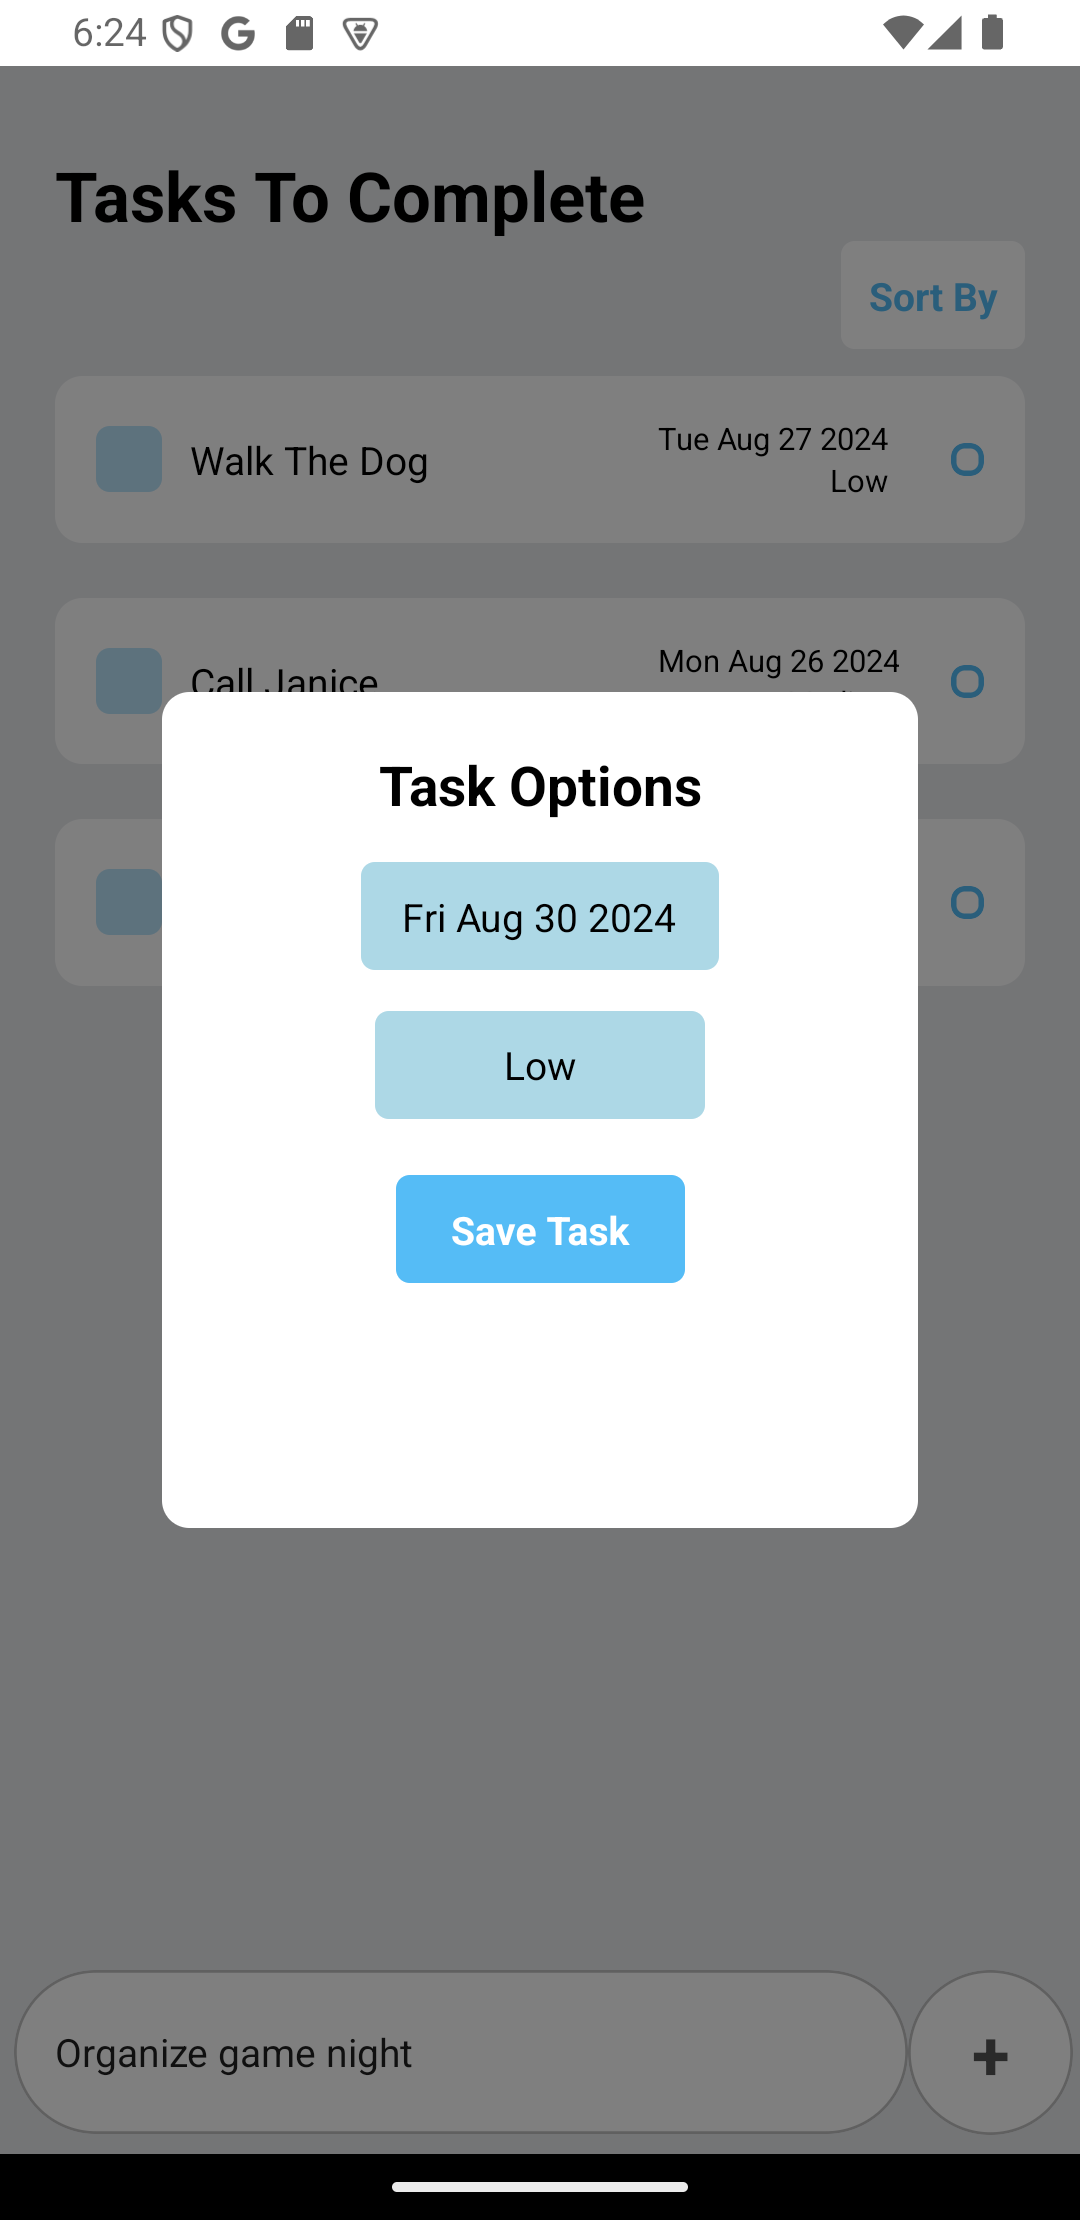 6:24
Tasks To Complete
Sort By
Walk The Dog
Tue Aug 27 2024
Low
Call Janice
Mon Aug 26 2024
Task Options
Fri Aug 30 2024
Low
Save Task
Organize game night
+